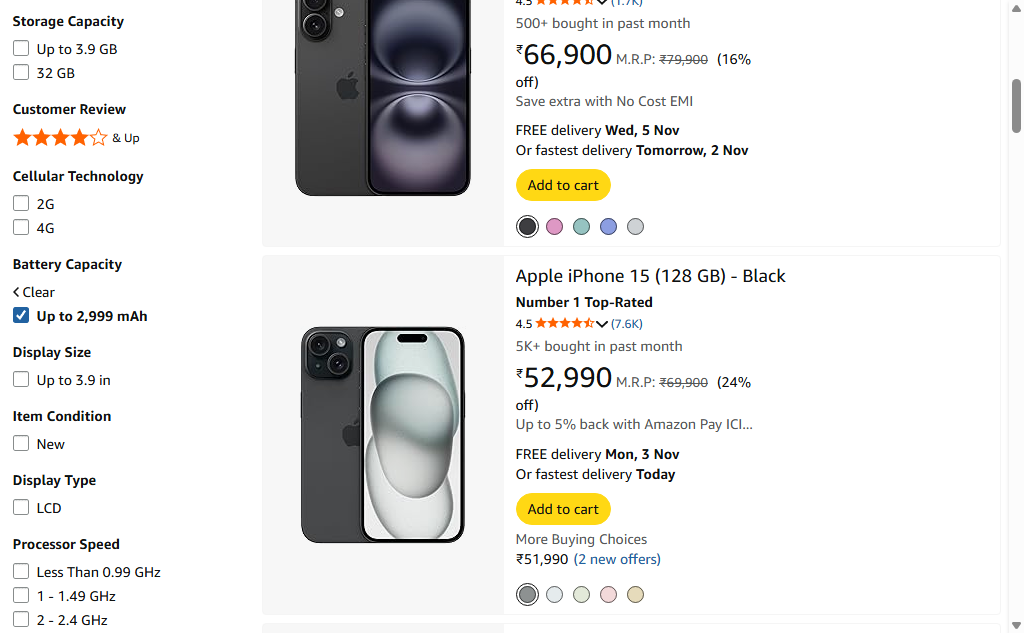 Storage Capacity
Up to 3.9 GB
32 GB
Customer Review
& Up
Cellular Technology
2G
4G
Battery Capacity
Clear
Up to 2,999 mAh
Display Size
Up to 3.9 in
Item Condition
New
Display Type
LCD
Processor Speed
Less Than 0.99 GHz
1 - 1.49 GHz
2 - 2.4 GHz
4.5 (1.7K)
500+ bought in past month
₹66,900 M.R.P: ₹79,900 (16%
off)
Save extra with No Cost EMI
FREE delivery Wed, 5 Nov
Or fastest delivery Tomorrow, 2 Nov
Add to cart
Apple iPhone 15 (128 GB) - Black
Number 1 Top-Rated
4.5 (7.6K)
5K+ bought in past month
₹52,990 M.R.P: ₹69,900 (24%
off)
Up to 5% back with Amazon Pay ICI…
FREE delivery Mon, 3 Nov
Or fastest delivery Today
Add to cart
More Buying Choices
₹51,990 (2 new offers)